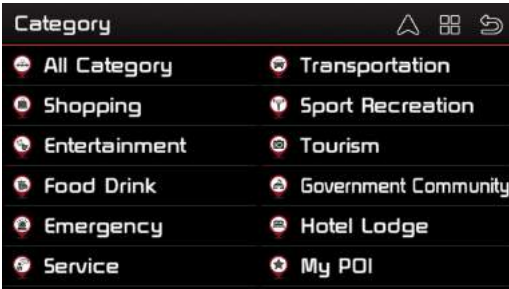 Category
All Category
Transportation
Shopping
Sport Recreation
Entertainment
Tourism
Food Drink
Government Community
Emergency
Hotel Lodge
Service
My POI